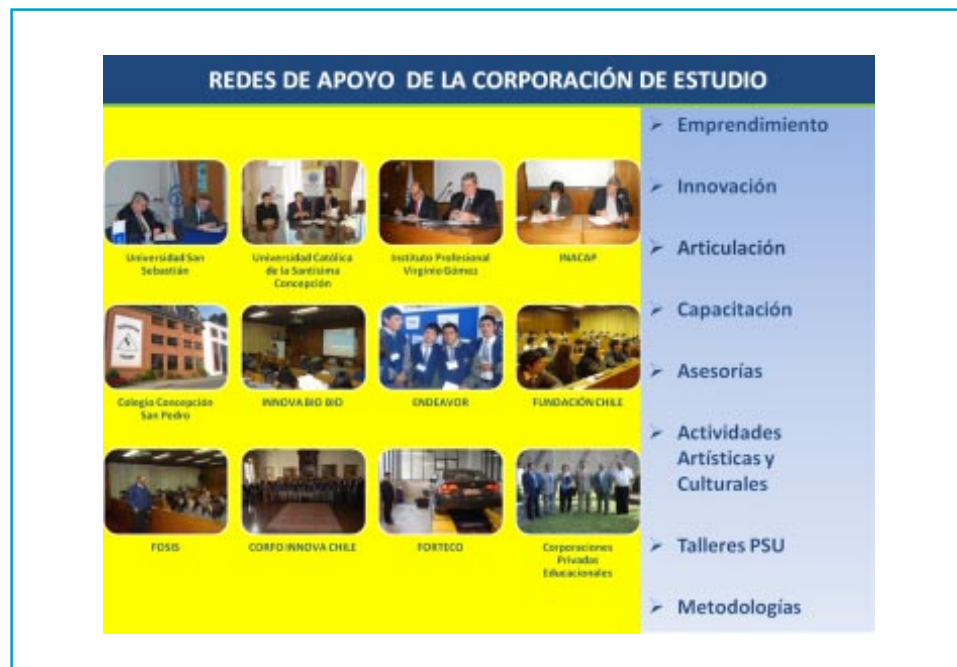 REDES DE APOYO DE LA CORPORACIÓN DE ESTUDIO
Universidad San
Sebastián
Universidad Católica
de la Santísima
Concepción
Instituto Profesional
Virginio Gómez
INACAP
Colegio Concepción
San Pedro
INNOVA BIO BIO
ENDEAVOR
FUNDACIÓN CHILE
FOSIS
CORFO INNOVA CHILE
FORTECO
Corporaciones
Privadas
Educacionales
➢ Emprendimiento
➢ Innovación
➢ Articulación
➢ Capacitación
➢ Asesorías
➢ Actividades
Artísticas y
Culturales
➢ Talleres PSU
➢ Metodologías